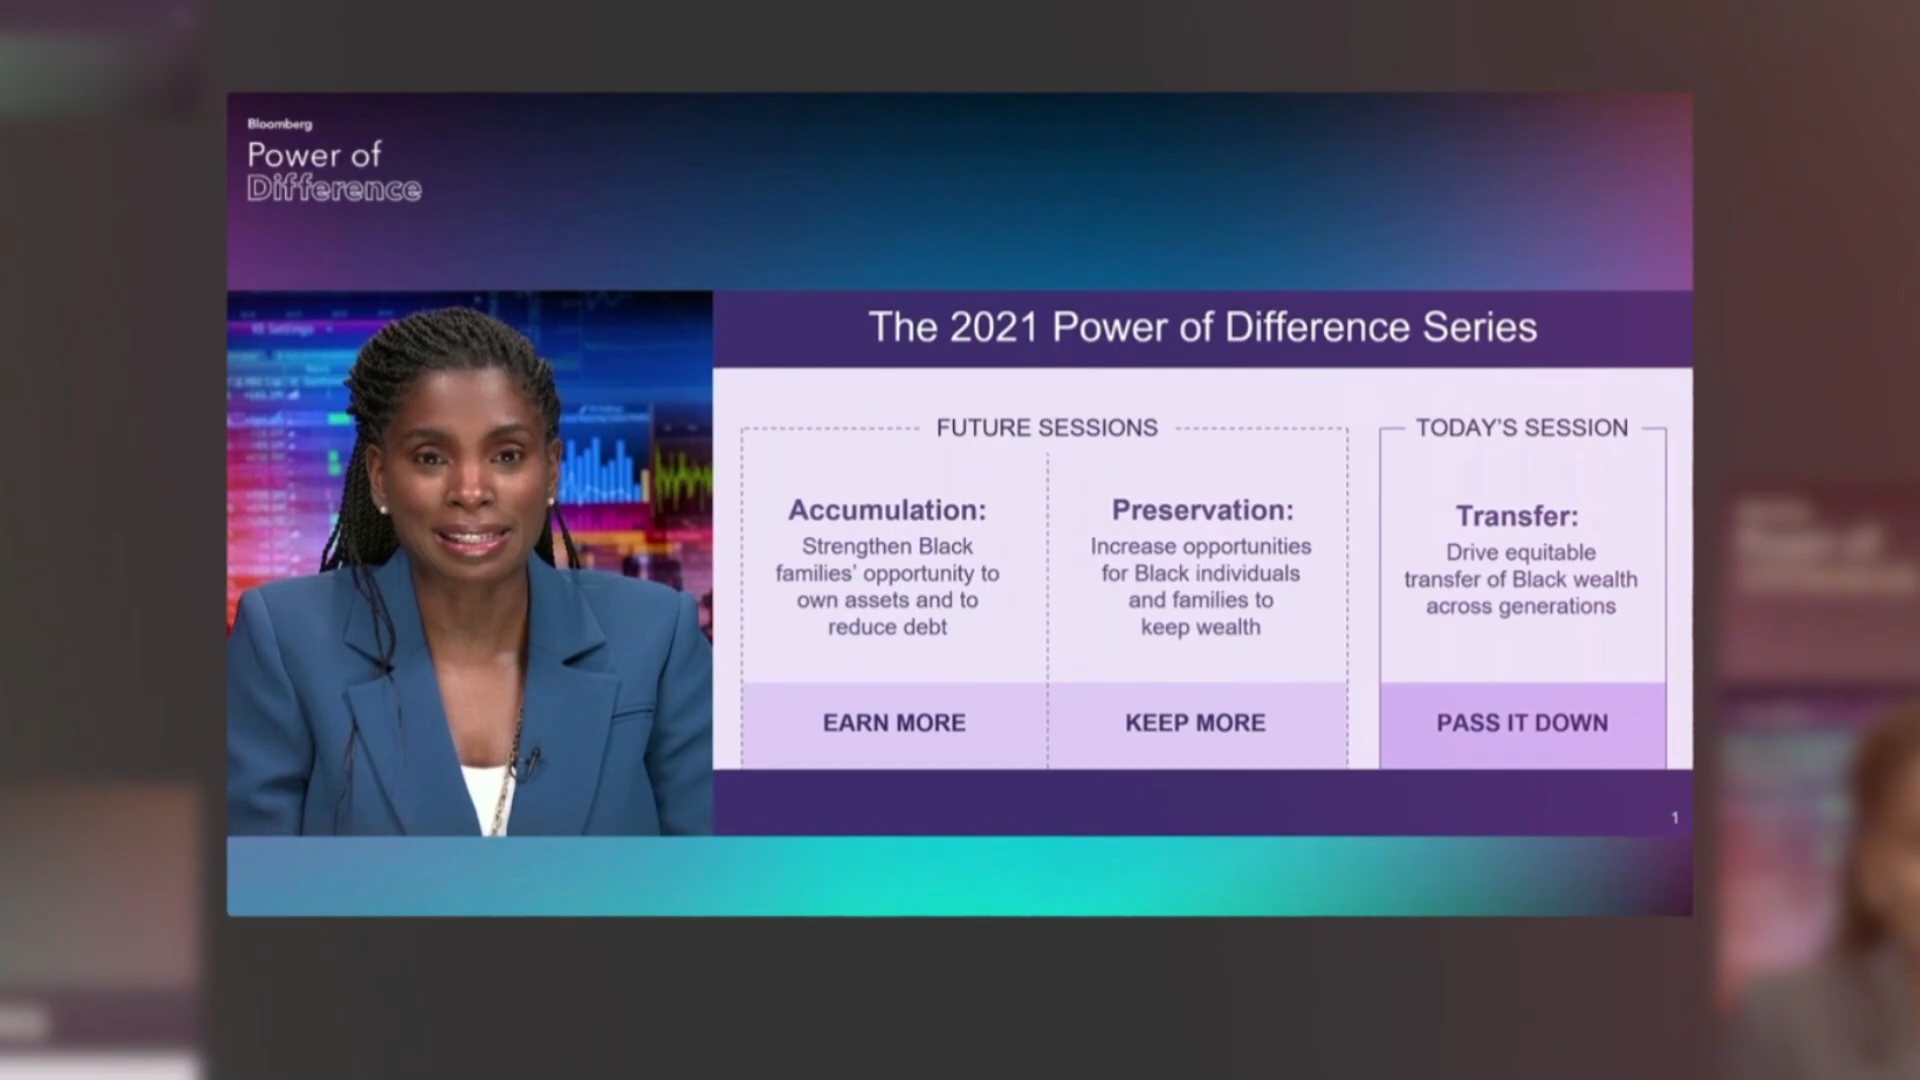 Bloomberg
Power of
Difference
The 2021 Power of Difference Series
FUTURE SESSIONS
Accumulation:
Strengthen Black
families' opportunity to
own assets and to
reduce debt
EARN MORE
Preservation:
Increase opportunities
for Black individuals
and families to
keep wealth
KEEP MORE
TODAY'S SESSION
Transfer:
Drive equitable
transfer of Black wealth
across generations
PASS IT DOWN
1